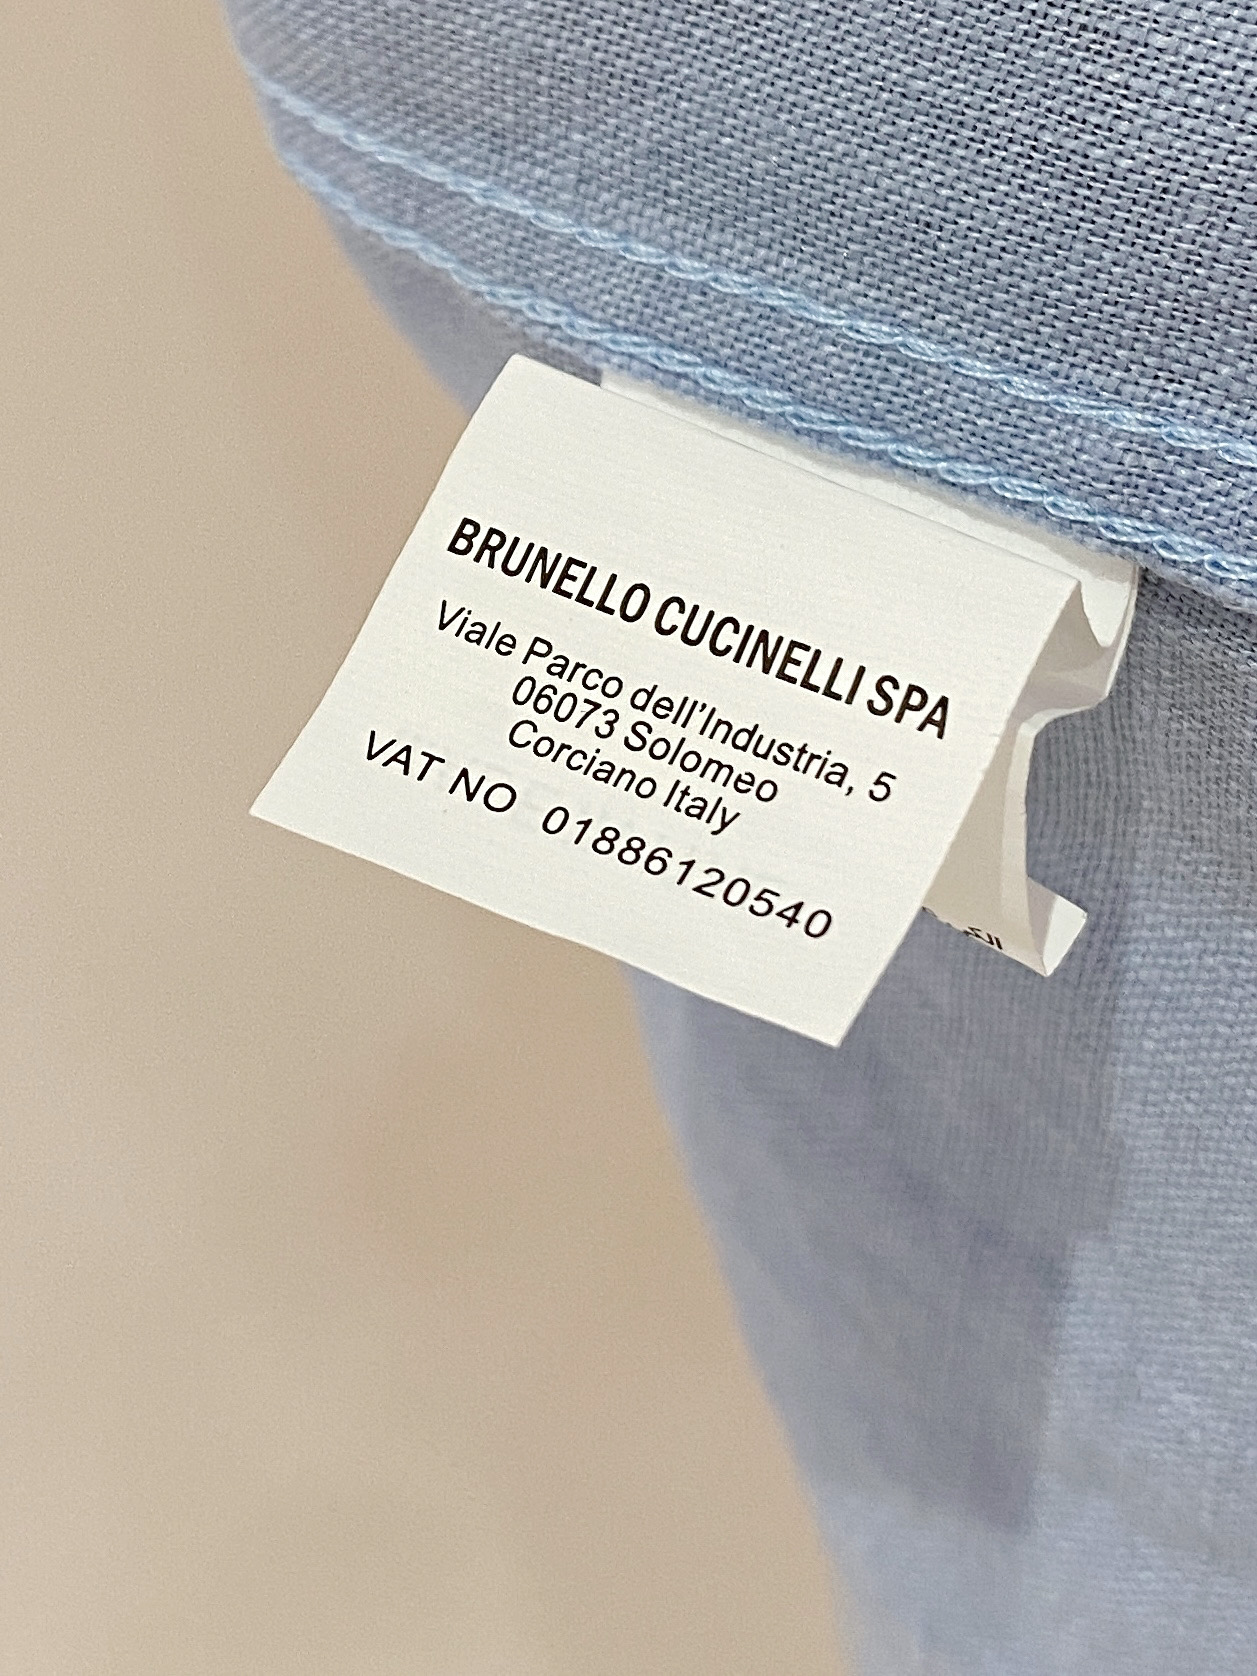 BRUNELLO CUCINELLI SPA
Viale Parco dell'Industria, 5
06073 Solomeo
Corciano Italy
VAT NO 01886120540